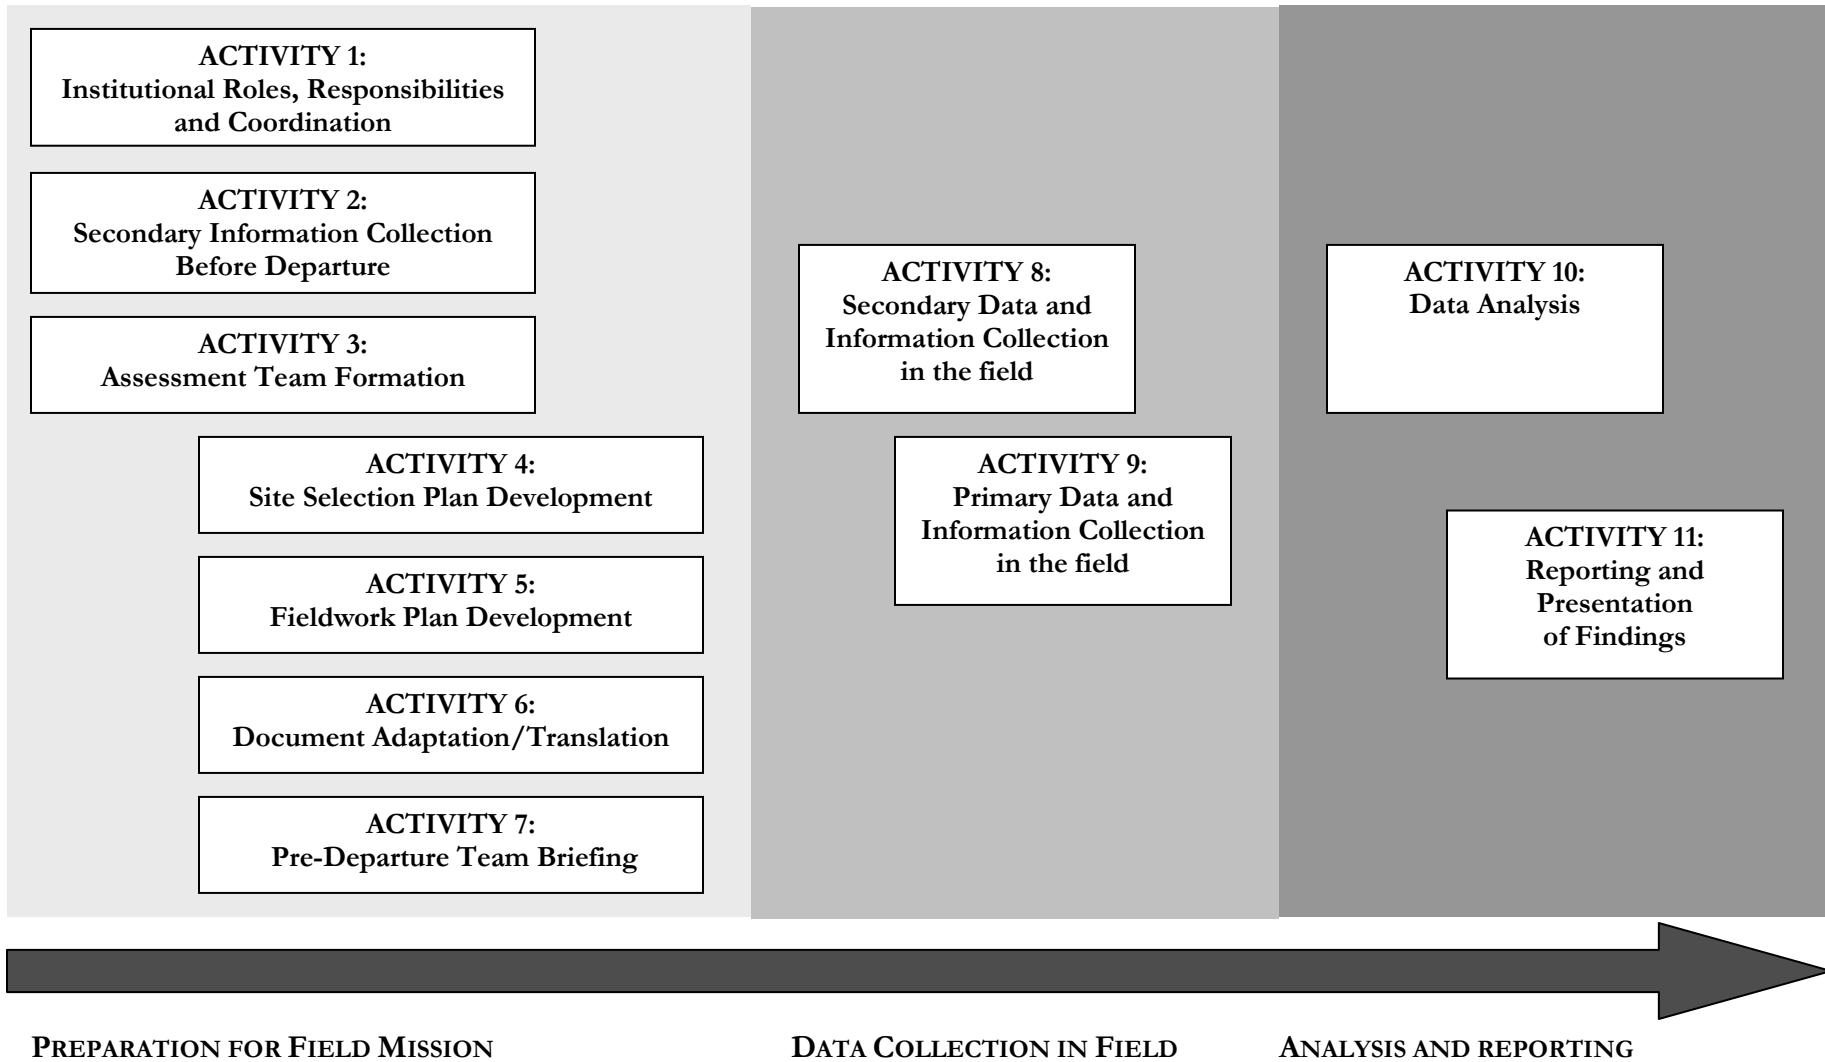 ACTIVITY 1:
Institutional Roles, Responsibilities
and Coordination
ACTIVITY 2:
Secondary Information Collection
Before Departure
ACTIVITY 3:
Assessment Team Formation
ACTIVITY 4:
Site Selection Plan Development
ACTIVITY 5:
Fieldwork Plan Development
ACTIVITY 6:
Document Adaptation/Translation
ACTIVITY 7:
Pre-Departure Team Briefing
ACTIVITY 8:
Secondary Data and
Information Collection
in the field
ACTIVITY 9:
Primary Data and
Information Collection
in the field
ACTIVITY 10:
Data Analysis
ACTIVITY 11:
Reporting and
Presentation
of Findings
PREPARATION FOR FIELD MISSION
DATA COLLECTION IN FIELD
ANALYSIS AND REPORTING